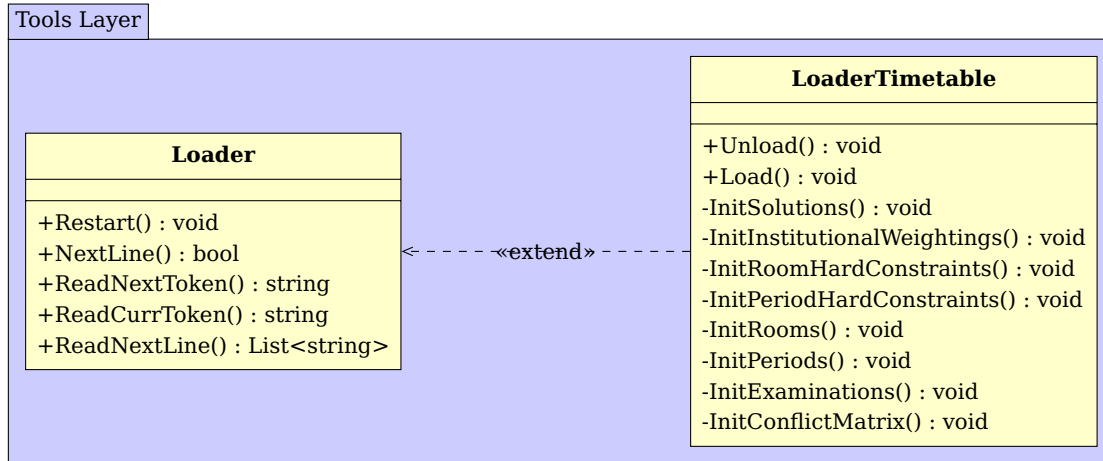 Tools Layer
Loader
+Restart() : void
+NextLine() : bool
+ReadNextToken() : string
+ReadCurrToken() : string
+ReadNextLine() : List<string>
«extend»
LoaderTimetable
+Unload() : void
+Load() : void
-InitSolutions() : void
-InitInstitutionalWeightings() : void
-InitRoomHardConstraints() : void
-InitPeriodHardConstraints() : void
-InitRooms() : void
-InitPeriods() : void
-InitExaminations() : void
-InitConflictMatrix() : void